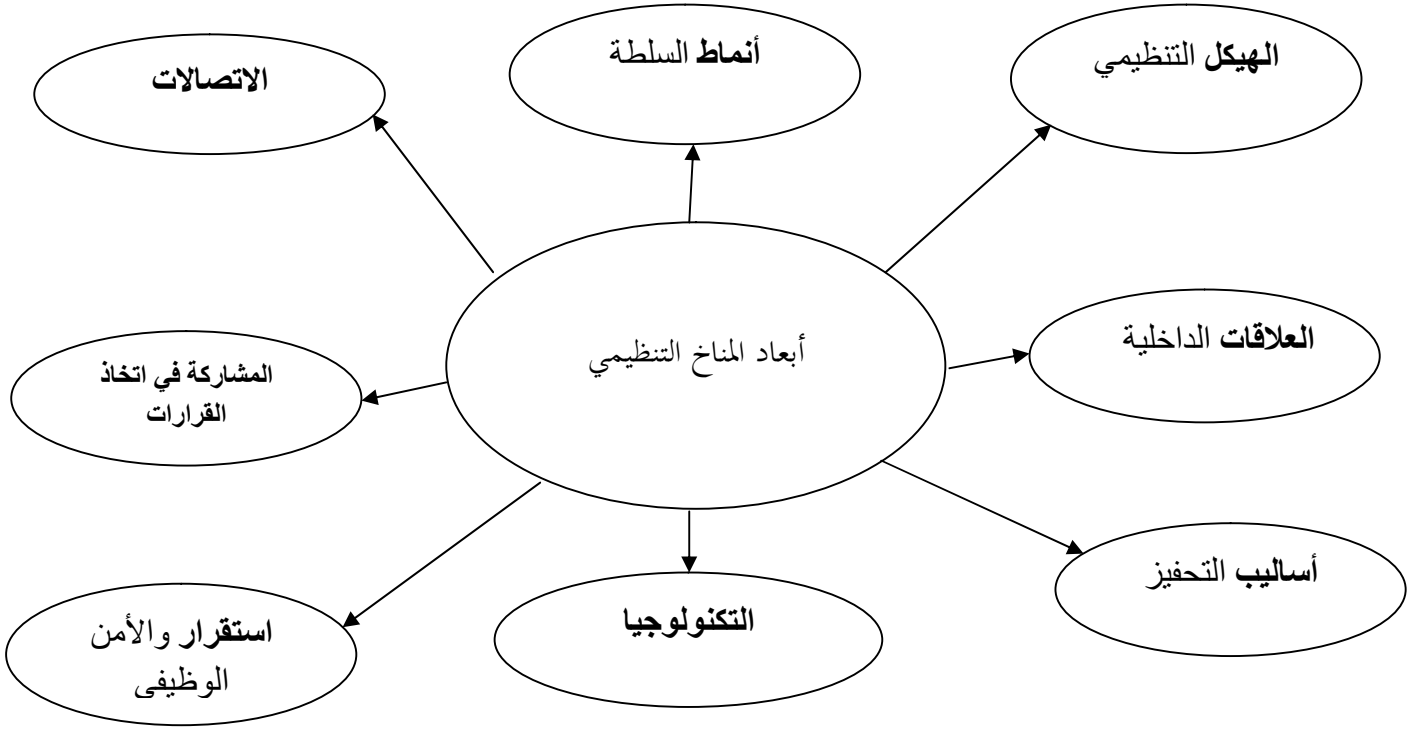 الهيكل التنظيمي
أنماط السلطة
الاتصالات
العلاقات الداخلية
أبعاد المناخ التنظيمي
المشاركة في اتخاذ
القرارات
أساليب التحفيز
التكنولوجيا
استقرار والأمن
الوظيفي